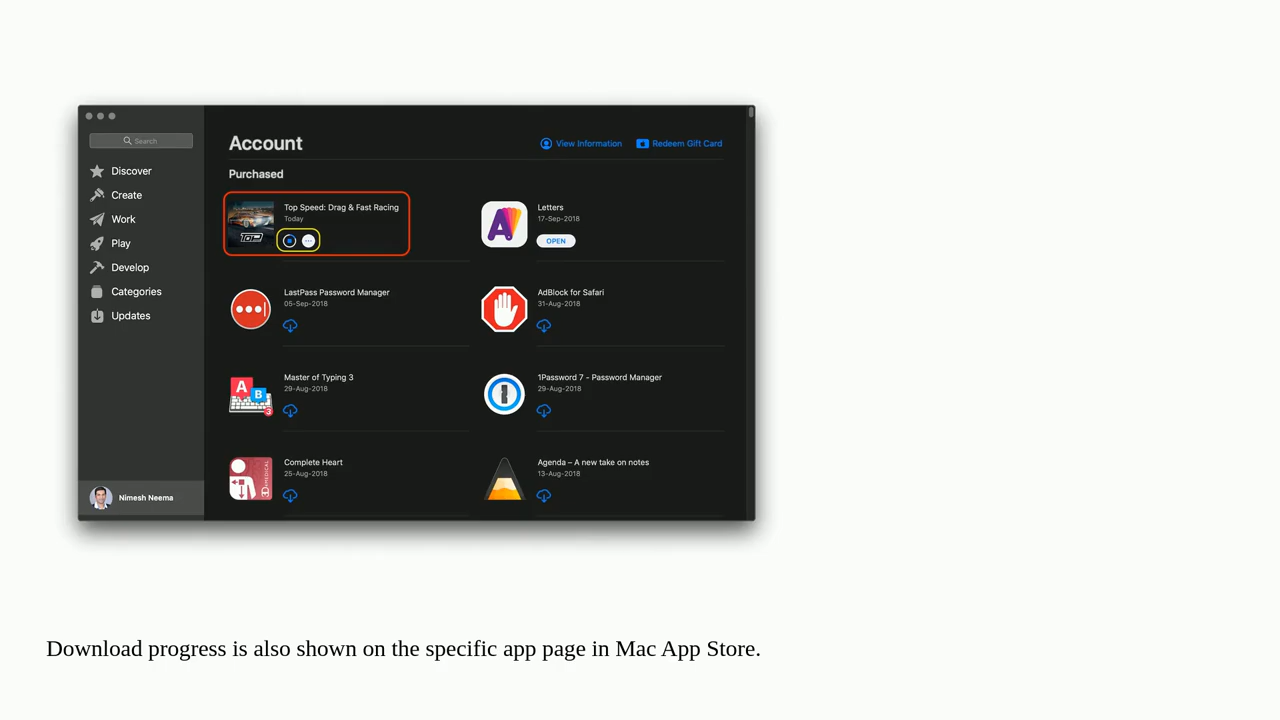 Search
Discover
Create
Work
Play
Develop
Categories
Updates
Nimesh Neema
Account
View Information
Redeem Gift Card
Purchased
Top Speed: Drag & Fast Racing
Today
TOP
Letters
17-Sep-2018
OPEN
LastPass Password Manager
05-Sep-2018
AdBlock for Safari
31-Aug-2018
Master of Typing 3
29-Aug-2018
A
B
3
1Password 7 - Password Manager
29-Aug-2018
Complete Heart
25-Aug-2018
Agenda – A new take on notes
13-Aug-2018
Download progress is also shown on the specific app page in Mac App Store.